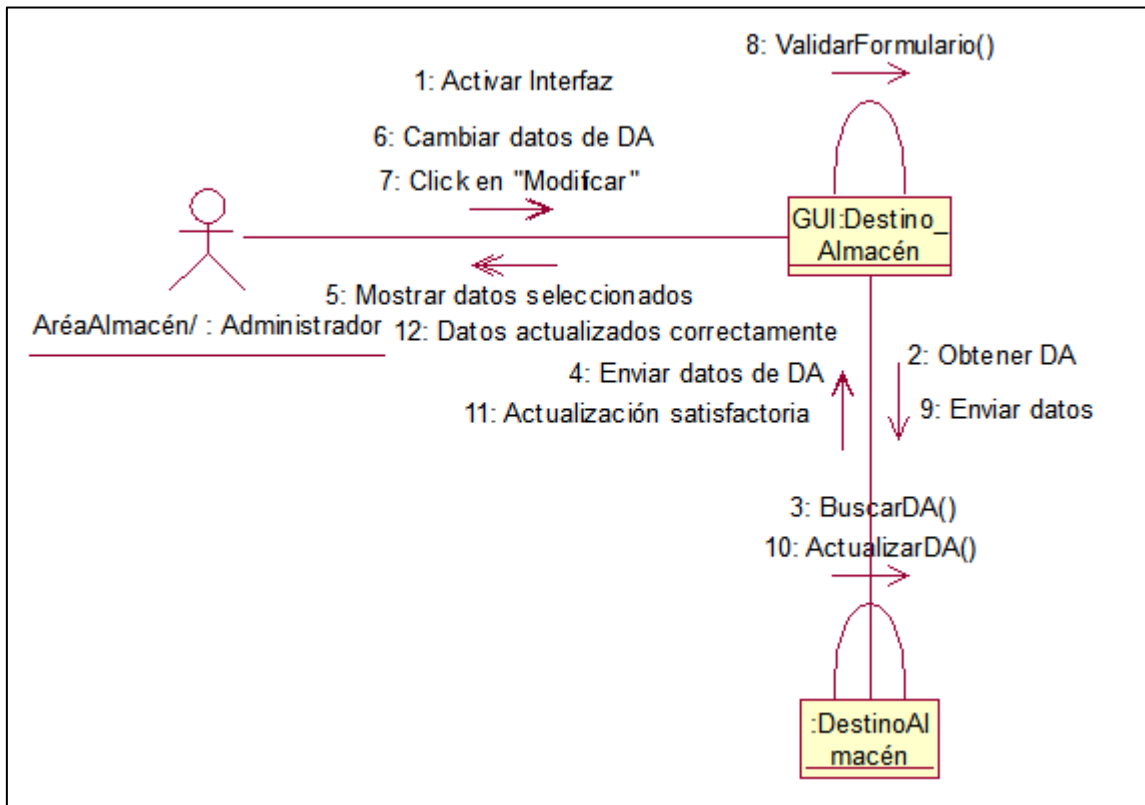 8: ValidarFormulario()
1: Activar Interfaz
6: Cambiar datos de DA
7: Click en "Modifcar"
GUI:Destino_
Almacén
5: Mostrar datos seleccionados
AréaAlmacén/ : Administrador
12: Datos actualizados correctamente
4: Enviar datos de DA
2: Obtener DA
11: Actualización satisfactoria
9: Enviar datos
3: BuscarDA()
10: ActualizarDA()
:DestinoAl
macén